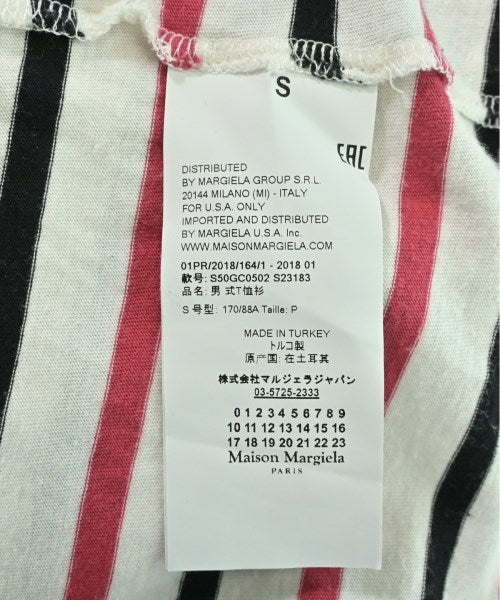 S
EAC
DISTRIBUTED
BY MARGIELA GROUP S.R.L.
20144 MILANO (MI) - ITALY
FOR U.S.A. ONLY
IMPORTED AND DISTRIBUTED
BY MARGIELA U.S.A. Inc.
WWW.MAISONMARGIELA.COM
01PR/2018/164/1 - 2018 01
款号: S50GC0502 S23183
品名: 男 式T恤衫
S 号型: 170/88A Taille: P
MADE IN TURKEY
トルコ製
原产国: 在土耳其
株式会社マルジェラジャパン
03-5725-2333
0 1 2 3 4 5 6 7 8 9
10 11 12 13 14 15 16
17 18 19 20 21 22 23
Maison Margiela
PARIS